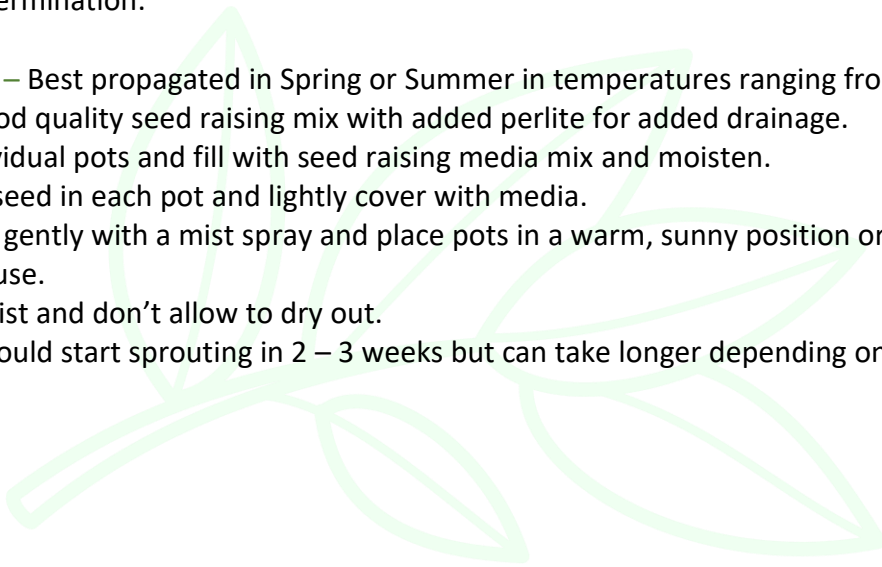 ermination.
– Best propagated in Spring or Summer in temperatures ranging fro
od quality seed raising mix with added perlite for added drainage.
vidual pots and fill with seed raising media mix and moisten.
seed in each pot and lightly cover with media.
gently with a mist spray and place pots in a warm, sunny position or
use.
ist and don’t allow to dry out.
ould start sprouting in 2 – 3 weeks but can take longer depending on